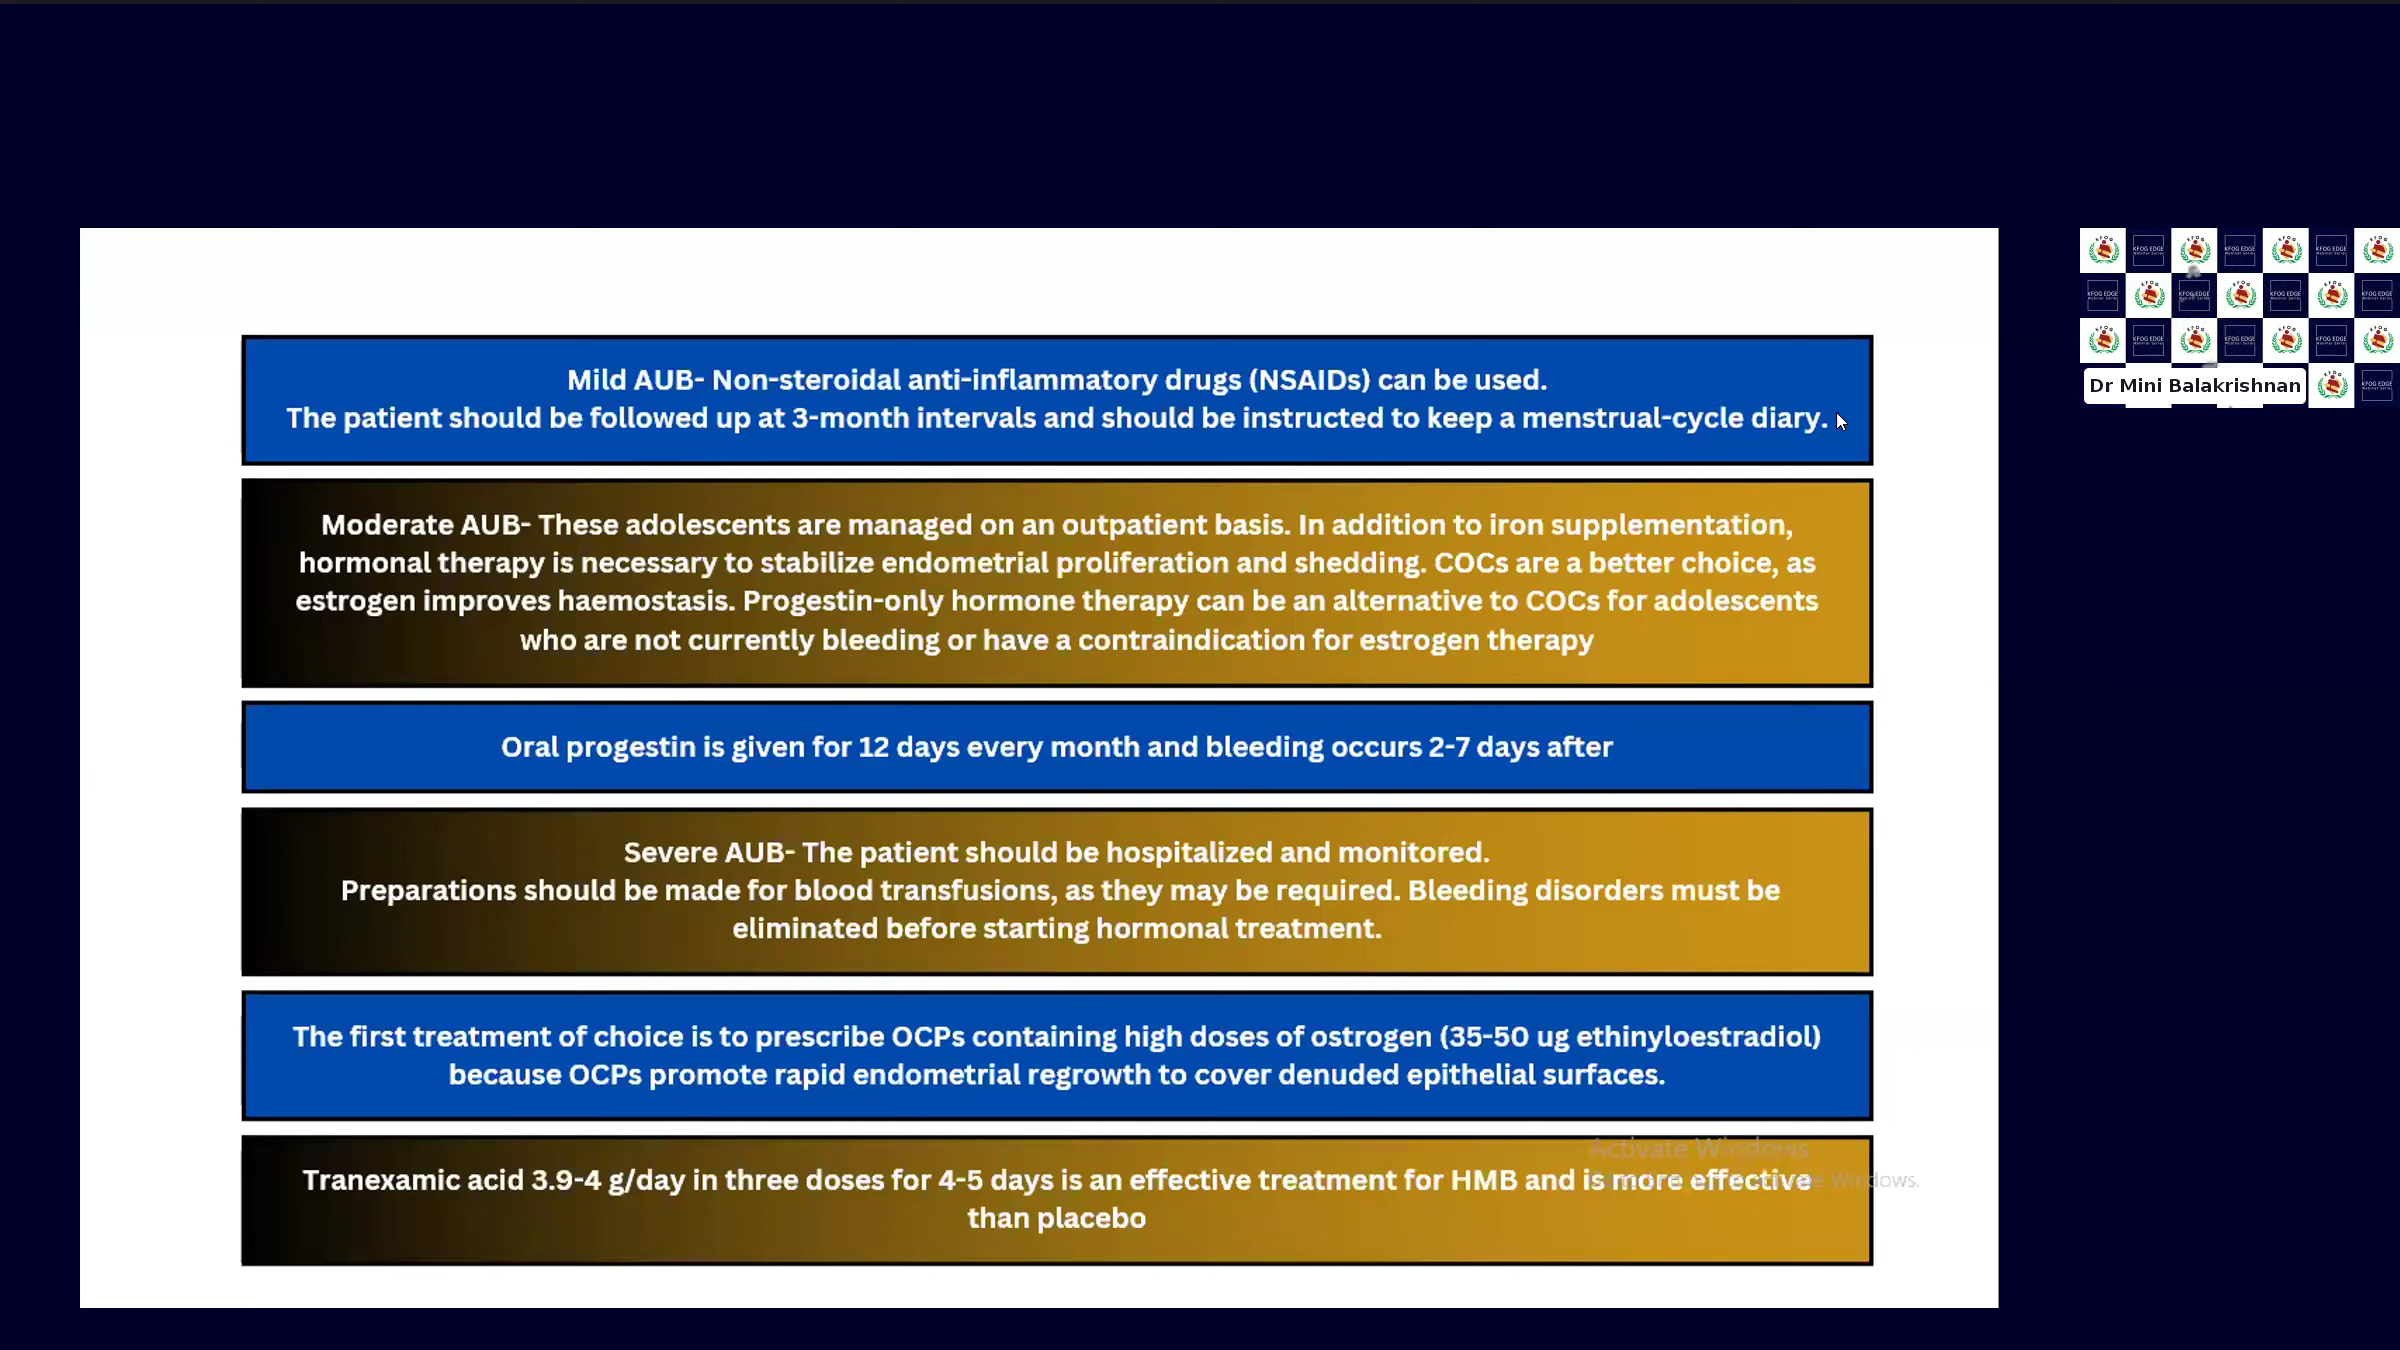 Mild AUB- Non-steroidal anti-inflammatory drugs (NSAIDs) can be used.
The patient should be followed up at 3-month intervals and should be instructed to keep a menstrual-cycle diary.
Moderate AUB- These adolescents are managed on an outpatient basis. In addition to iron supplementation,
hormonal therapy is necessary to stabilize endometrial proliferation and shedding. COCs are a better choice, as
estrogen improves haemostasis. Progestin-only hormone therapy can be an alternative to COCs for adolescents
who are not currently bleeding or have a contraindication for estrogen therapy
Oral progestin is given for 12 days every month and bleeding occurs 2-7 days after
Severe AUB- The patient should be hospitalized and monitored.
Preparations should be made for blood transfusions, as they may be required. Bleeding disorders must be
eliminated before starting hormonal treatment.
The first treatment of choice is to prescribe OCPs containing high doses of ostrogen (35-50 ug ethinyloestradiol)
because OCPs promote rapid endometrial regrowth to cover denuded epithelial surfaces.
Tranexamic acid 3.9-4 g/day in three doses for 4-5 days is an effective treatment for HMB and is more effective
than placebo
Activate Windows
Windows.
KFOG
KFOG EDGE
Webinar Series
Dr Mini Balakrishnan